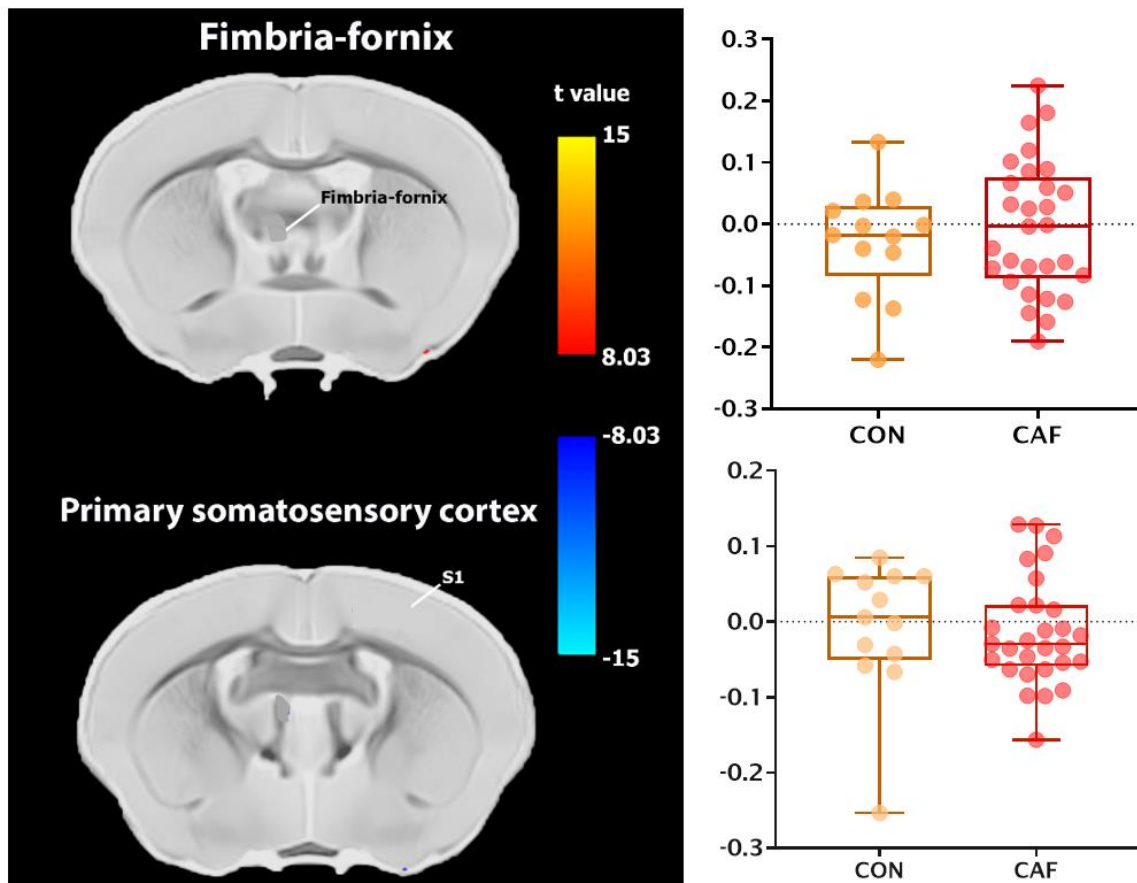 Fimbria-fornix
t value
15
Fimbria-fornix
8.03
-8.03
Primary somatosensory cortex
S1
-15
0.3
0.2
0.1
0.0
-0.1
-0.2
-0.3
CON CAF
0.2
0.1
0.0
-0.1
-0.2
-0.3
CON CAF